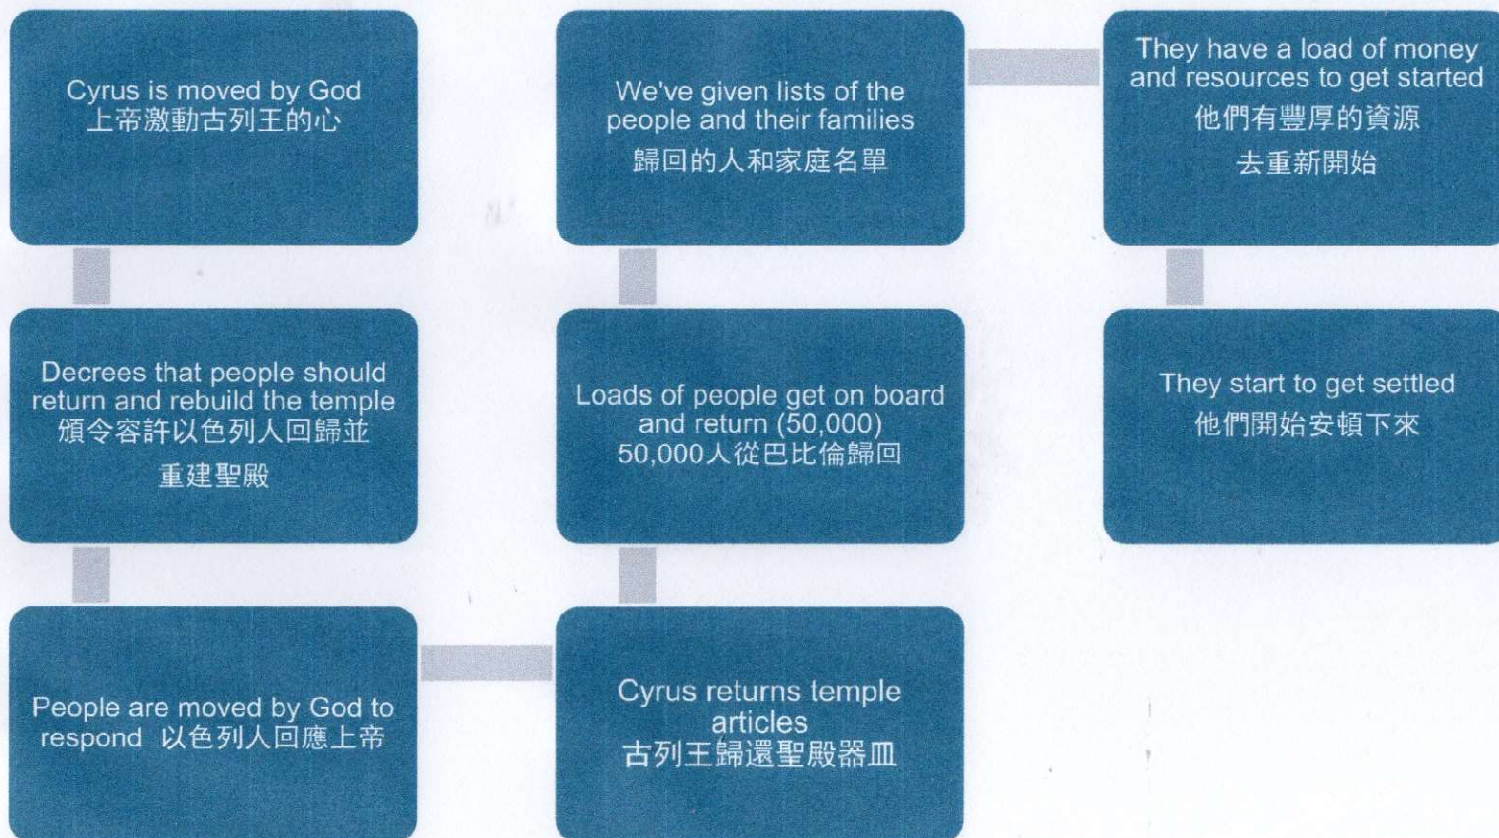 Cyrus is moved by God
上帝激動古列王的心
Decrees that people should
return and rebuild the temple
頒令容許以色列人回歸並
重建聖殿
People are moved by God to
respond 以色列人回應上帝
Cyrus returns temple
articles
古列王歸還聖殿器皿
Loads of people get on board
and return (50,000)
50,000人從巴比倫歸回
We've given lists of the
people and their families
歸回的人和家庭名單
They have a load of money
and resources to get started
他們有豐厚的資源
去重新開始
They start to get settled
他們開始安頓下來